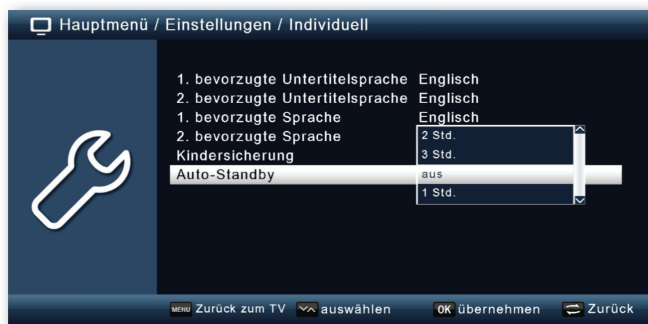 Hauptmenü / Einstellungen / Individuell
1. bevorzugte Untertitelsprache Englisch
2. bevorzugte Untertitelsprache Englisch
1. bevorzugte Sprache Englisch
2. bevorzugte Sprache
2 Std.
Kindersicherung
3 Std.
Auto-Standby
aus
1 Std.
MENU Zurück zum TV auswählen OK übernehmen Zurück